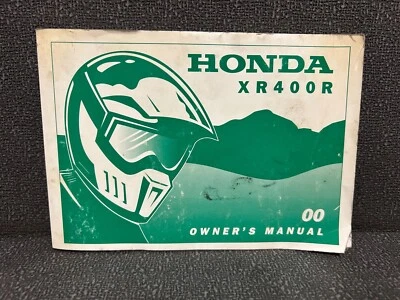 HONDA
XR400R
00
OWNER'S MANUAL